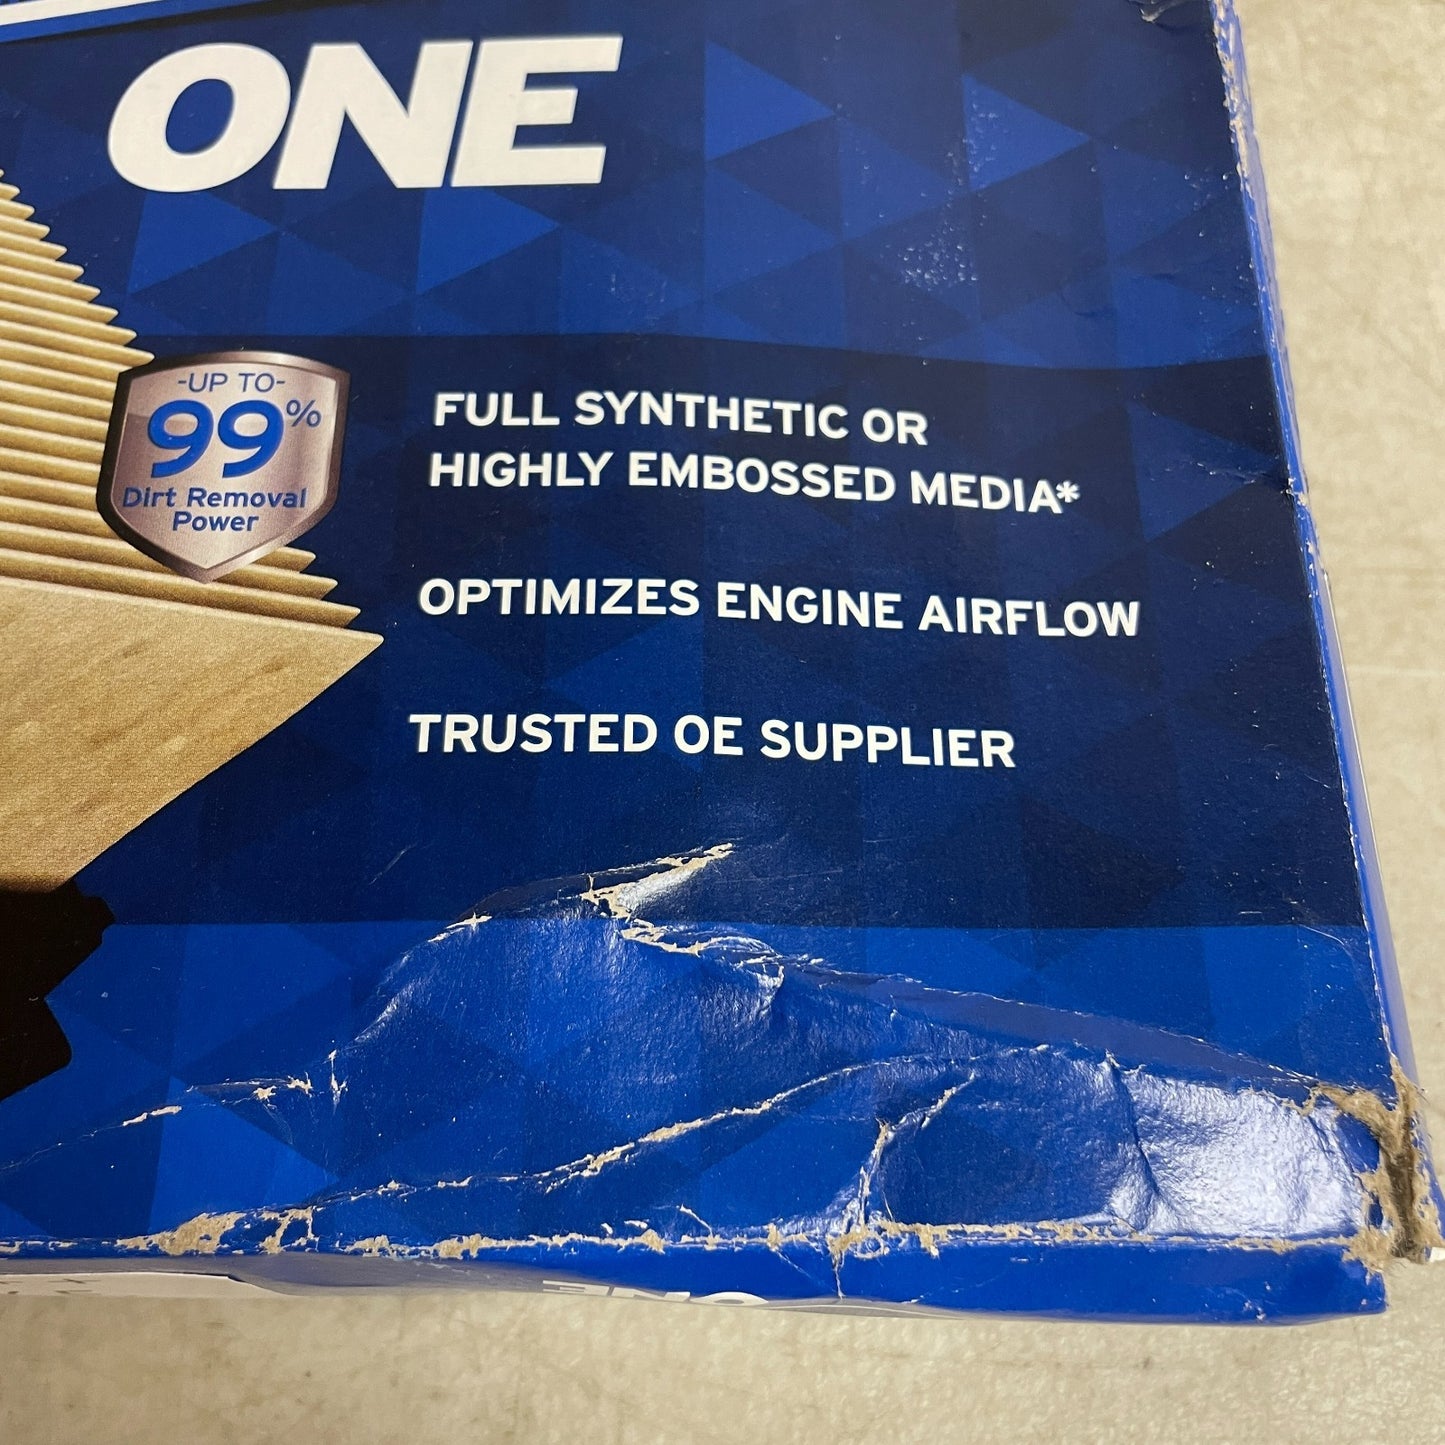 ONE
-UP TO-
99%
Dirt Removal
Power
FULL SYNTHETIC OR
HIGHLY EMBOSSED MEDIA*
OPTIMIZES ENGINE AIRFLOW
TRUSTED OE SUPPLIER
ONE